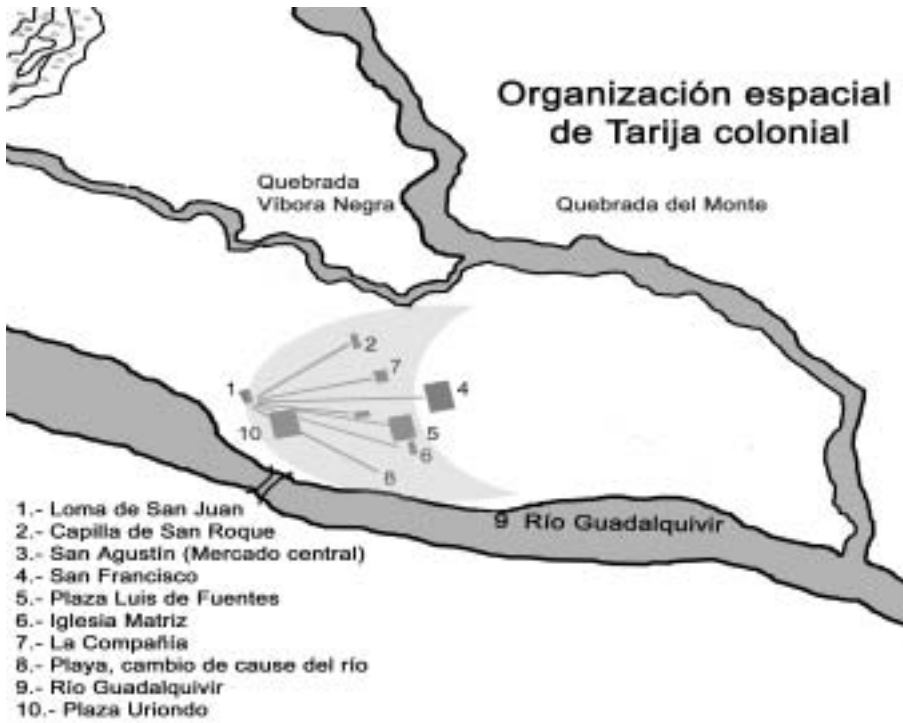 Organización espacial
de Tarija colonial
Quebrada
Víbora Negra
Quebrada del Monte
2
7
1
4
10
5
6
8
9 Río Guadalquivir
1.- Loma de San Juan
2.- Capilla de San Roque
3.- San Agustín (Mercado central)
4.- San Francisco
5.- Plaza Luis de Fuentes
6.- Iglesia Matriz
7.- La Compañía
8.- Playa, cambio de cause del río
9.- Río Guadalquivir
10.- Plaza Uriondo